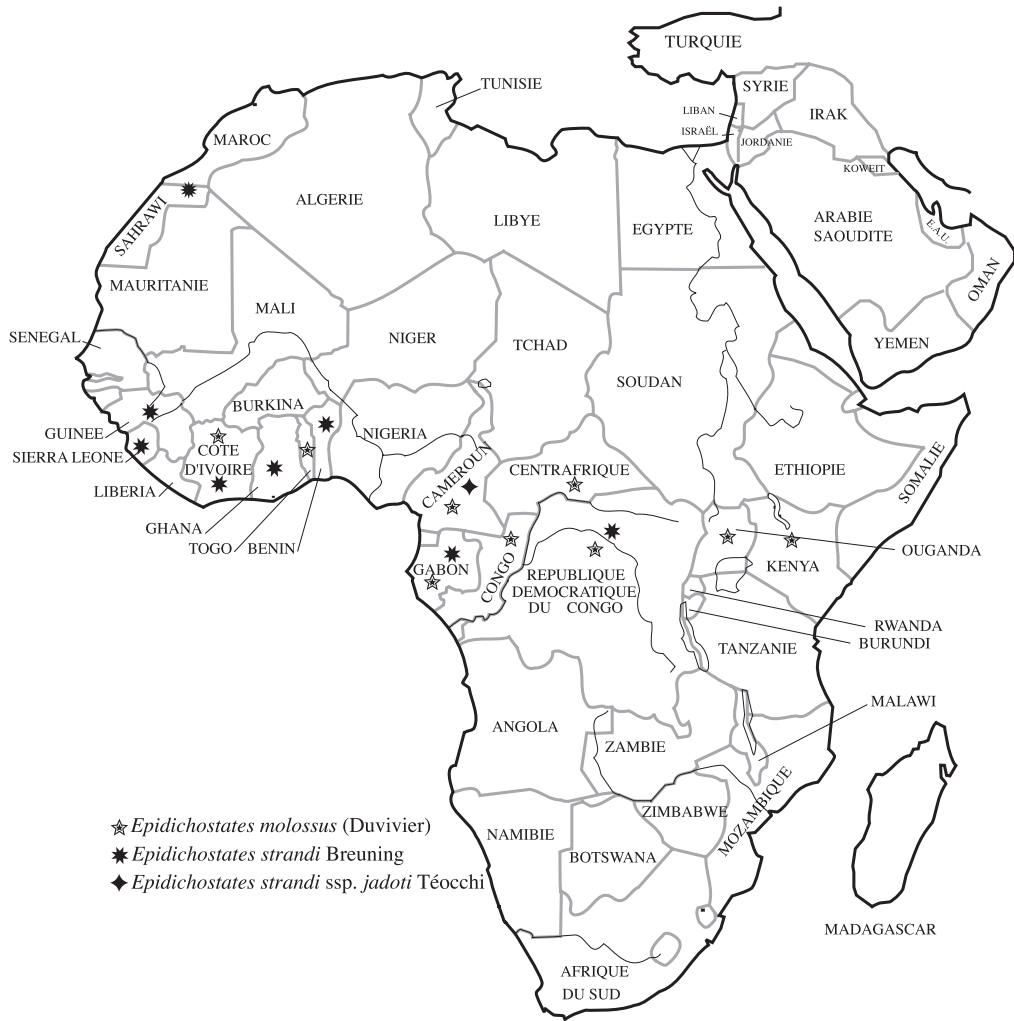 TURQUIE
TUNISIE
SYRIE
LIBAN
IRAK
MAROC
ISRAËL
JORDANIE
KOWEIT
ALGERIE
LIBYE
EGYPTE
ARABIE
SAOUDITE
E.A.U.
SAHRAWI
OMAN
MAURITANIE
MALI
SENEGAL
NIGER
TCHAD
YEMEN
SOUDAN
BURKINA
GUINEE
NIGERIA
SIERRA LEONE
COTE
D'IVOIRE
CAMEROUN
CENTRAFRIQUE
ETHIOPIE
SOMALIE
LIBERIA
GHANA
TOGO
BENIN
OUGANDA
GABON
CONGO
KENYA
REPUBLIQUE
DEMOCRATIQUE
DU CONGO
RWANDA
BURUNDI
TANZANIE
MALAWI
ANGOLA
ZAMBIE
MOZAMBIQUE
ZIMBABWE
NAMIBIE
BOTSWANA
Epidichostates molossus (Duvivier)
Epidichostates strandi Breuning
Epidichostates strandi ssp. jadoti Téocchi
MADAGASCAR
AFRIQUE
DU SUD